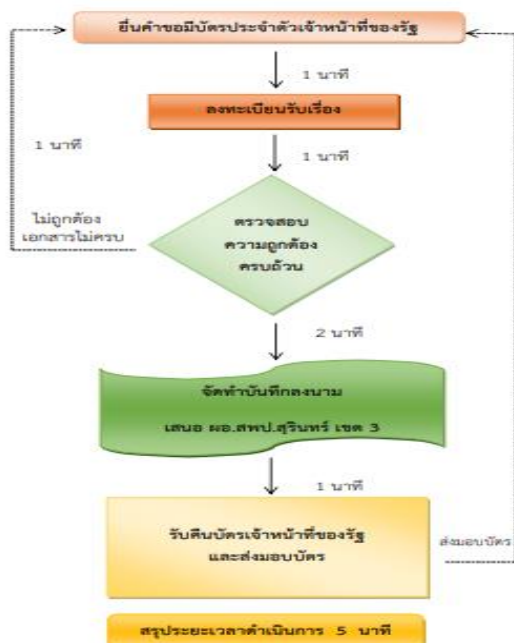 ยื่นคำขอมีบัตรประจำตัวเจ้าหน้าที่ของรัฐ
1 นาที
ลงทะเบียนรับเรื่อง
1 นาที
1 นาที
ไม่ถูกต้อง
เอกสารไม่ครบ
ตรวจสอบ
ความถูกต้อง
ครบถ้วน
2 นาที
จัดทำบันทึกลงนาม
เสนอ ผอ.สพป.สุรินทร์ เขต 3
1 นาที
รับคืนบัตรเจ้าหน้าที่ของรัฐ
และส่งมอบบัตร
ส่งมอบบัตร
สรุประยะเวลาดำเนินการ 5 นาที